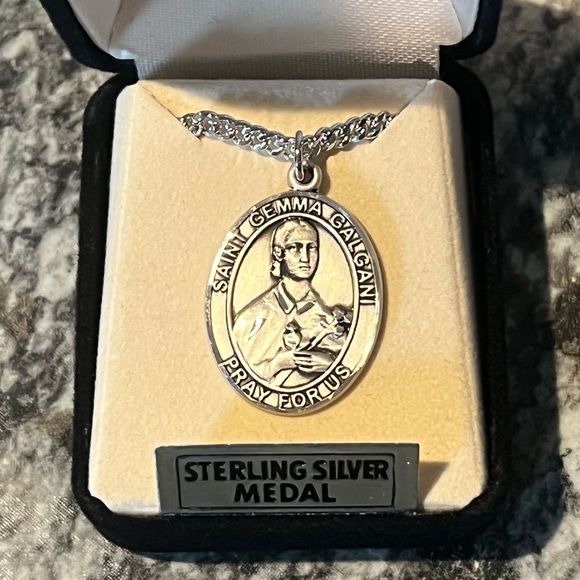 SAINT GEMMA GALGANI
PRAY FOR US
STERLING SILVER
MEDAL